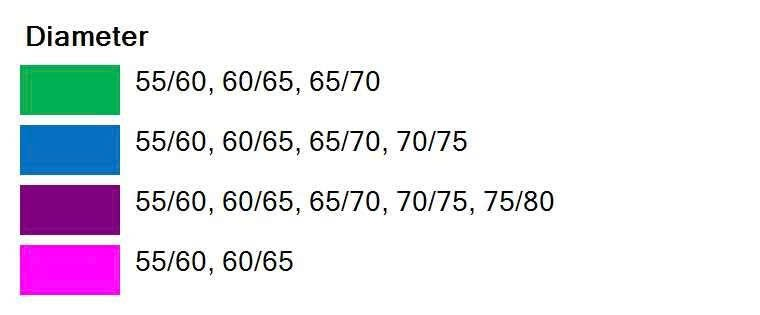 Diameter
55/60, 60/65, 65/70
55/60, 60/65, 65/70, 70/75
55/60, 60/65, 65/70, 70/75, 75/80
55/60, 60/65